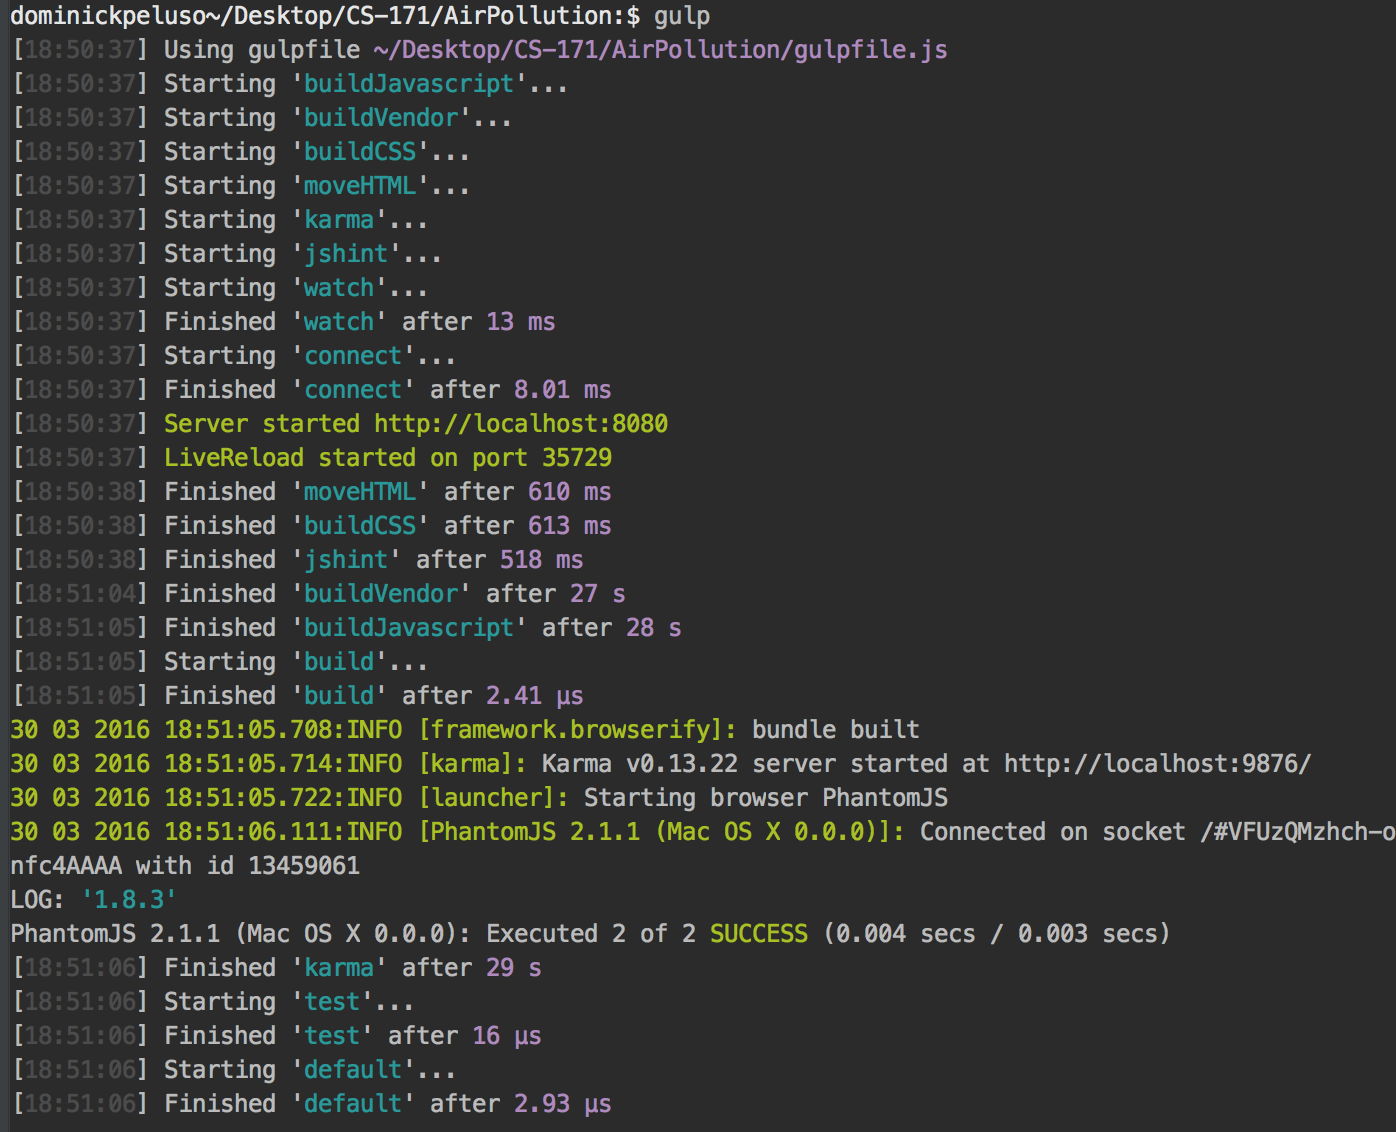 dominickpeluso~/Desktop/CS-171/AirPollution:$ gulp
[18:50:37] Using gulpfile ~/Desktop/CS-171/AirPollution/gulpfile.js
[18:50:37] Starting 'buildJavascript'...
[18:50:37] Starting 'buildVendor'...
[18:50:37] Starting 'buildCSS'...
[18:50:37] Starting 'moveHTML'...
[18:50:37] Starting 'karma'...
[18:50:37] Starting 'jshint'...
[18:50:37] Starting 'watch'...
[18:50:37] Finished 'watch' after 13 ms
[18:50:37] Starting 'connect'...
[18:50:37] Finished 'connect' after 8.01 ms
[18:50:37] Server started http://localhost:8080
[18:50:37] LiveReload started on port 35729
[18:50:38] Finished 'moveHTML' after 610 ms
[18:50:38] Finished 'buildCSS' after 613 ms
[18:50:38] Finished 'jshint' after 518 ms
[18:51:04] Finished 'buildVendor' after 27 s
[18:51:05] Finished 'buildJavascript' after 28 s
[18:51:05] Starting 'build'...
[18:51:05] Finished 'build' after 2.41 μs
30 03 2016 18:51:05.708:INFO [framework.browserify]: bundle built
30 03 2016 18:51:05.714:INFO [karma]: Karma v0.13.22 server started at http://localhost:9876/
30 03 2016 18:51:05.722:INFO [launcher]: Starting browser PhantomJS
30 03 2016 18:51:06.111:INFO [PhantomJS 2.1.1 (Mac OS X 0.0.0)]: Connected on socket /#VFUzQMzhch-o
nfc4AAAA with id 13459061
LOG: '1.8.3'
PhantomJS 2.1.1 (Mac OS X 0.0.0): Executed 2 of 2 SUCCESS (0.004 secs / 0.003 secs)
[18:51:06] Finished 'karma' after 29 s
[18:51:06] Starting 'test'...
[18:51:06] Finished 'test' after 16 μs
[18:51:06] Starting 'default'...
[18:51:06] Finished 'default' after 2.93 μs